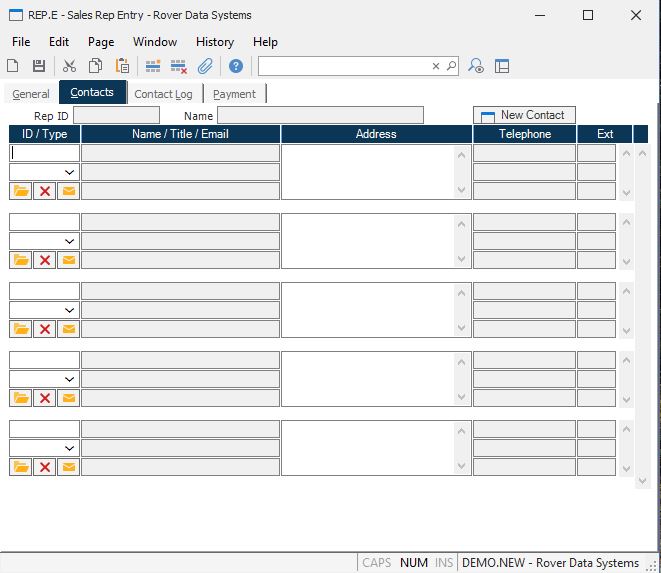 REP.E - Sales Rep Entry - Rover Data Systems
File Edit Page Window History Help
General Contacts Contact Log Payment
Rep ID Name New Contact
ID / Type Name / Title / Email Address Telephone Ext
CAPS NUM INS DEMO.NEW - Rover Data Systems